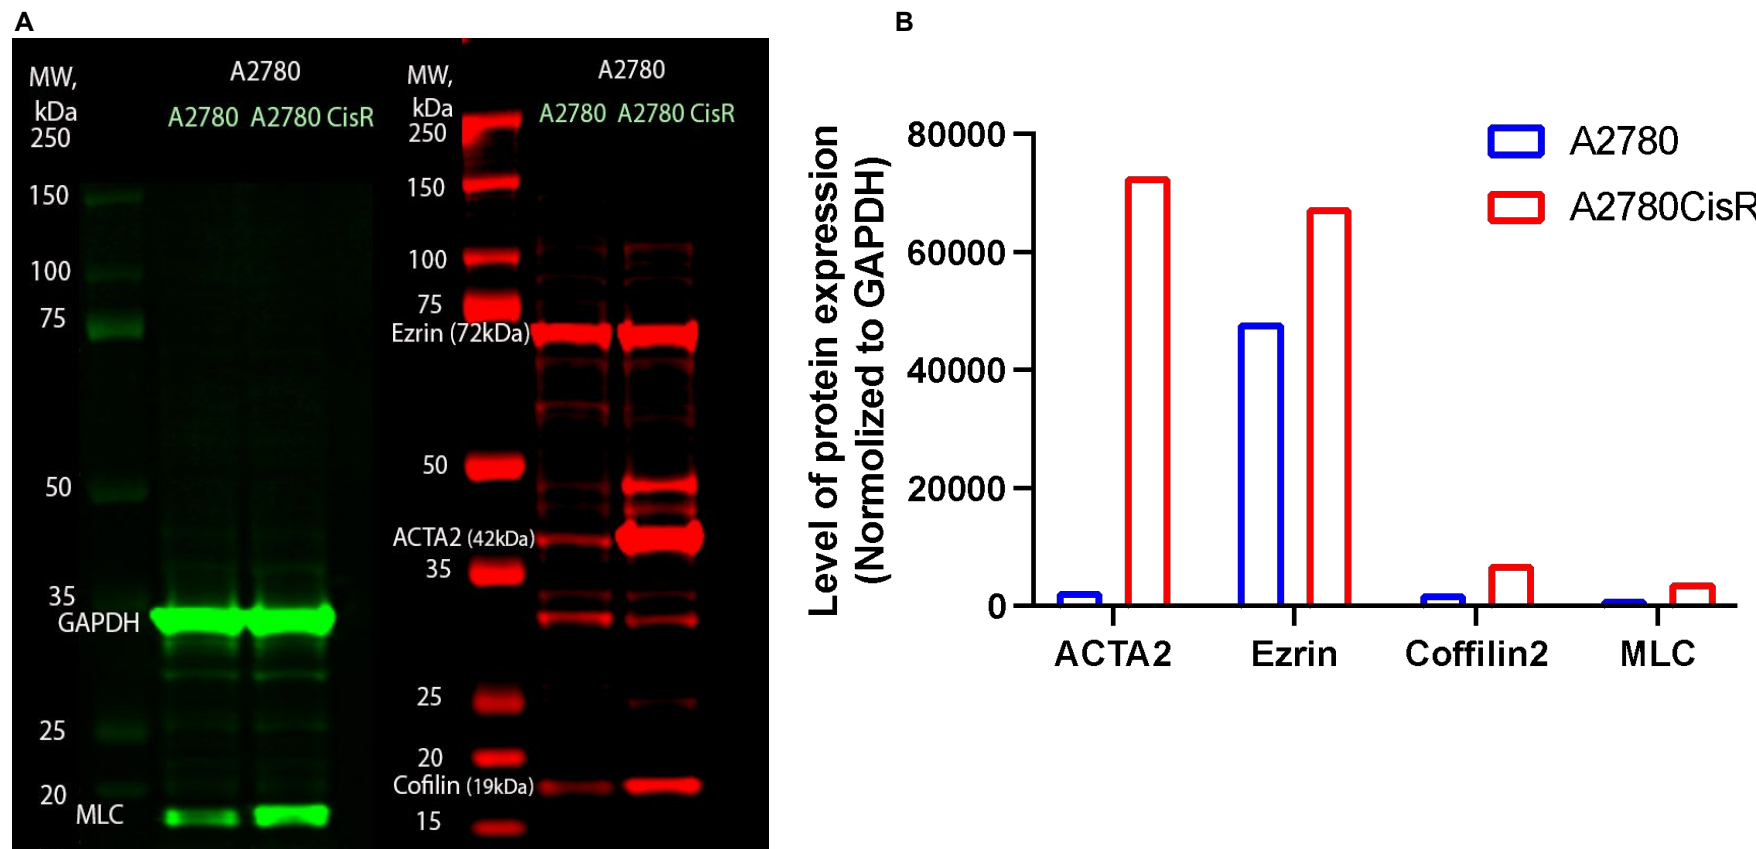 A
MW,
kDa
250
150
100
75
50
35
GAPDH
25
20
MLC
A2780
A2780 A2780 CisR
MW,
kDa
250
150
100
75
Ezrin (72kDa)
50
ACTA2 (42kDa)
35
25
20
Cofilin (19kDa)
15
A2780
A2780 A2780 CisR
B
Level of protein expression
(Normolized to GAPDH)
80000
60000
40000
20000
0
ACTA2 Ezrin Coffilin2 MLC
A2780
A2780CisR